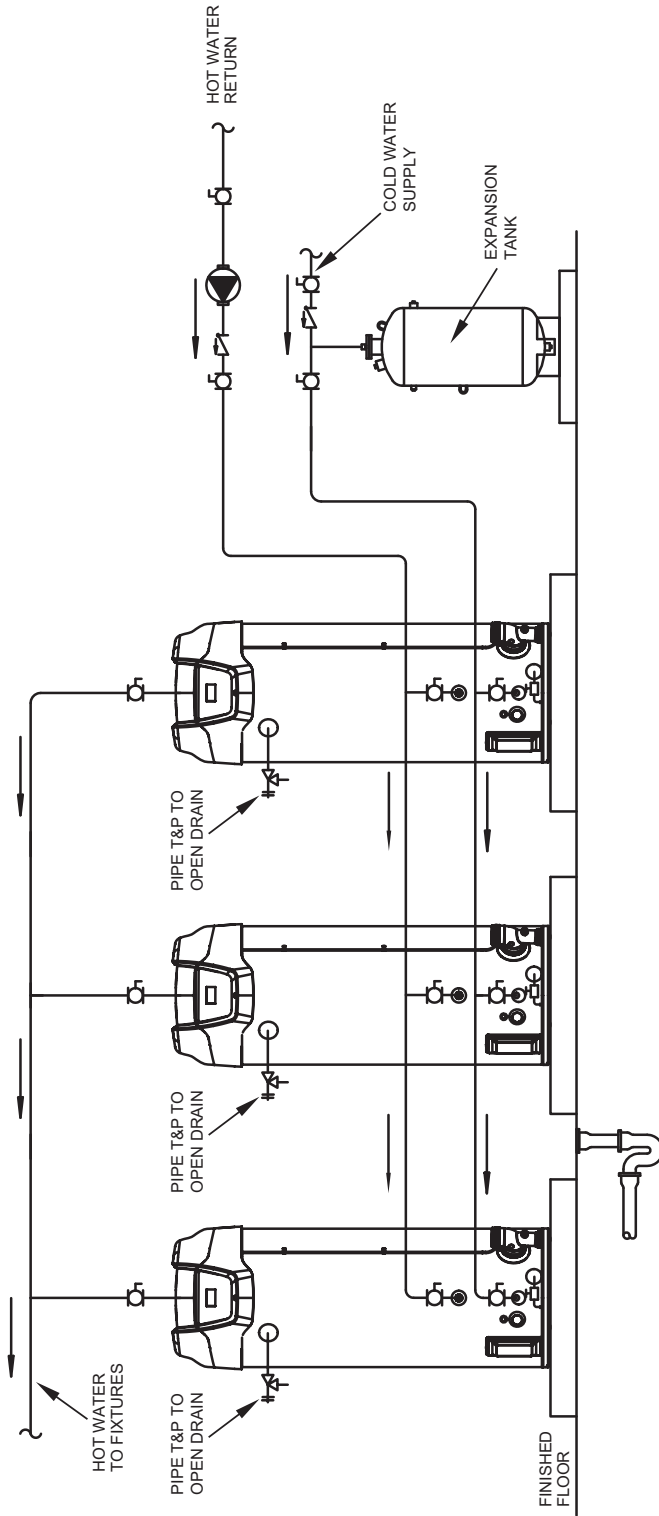 HOT WATER
TO FIXTURES
PIPE T&P TO
OPEN DRAIN
PIPE T&P TO
OPEN DRAIN
PIPE T&P TO
OPEN DRAIN
HOT WATER
RETURN
COLD WATER
SUPPLY
EXPANSION
TANK
FINISHED
FLOOR